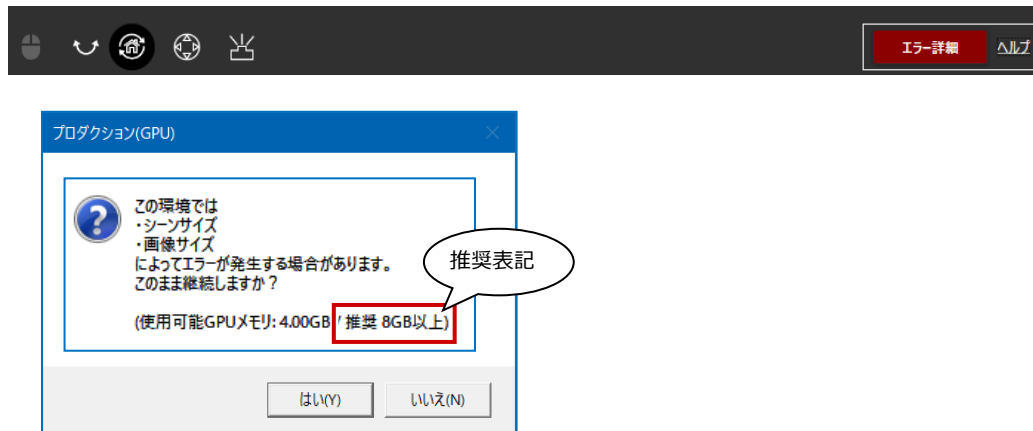 エラー詳細 ヘルプ
プロダクション(GPU)
この環境では
・シーンサイズ
・画像サイズ
によってエラーが発生する場合があります。
このまま継続しますか？
(使用可能GPUメモリ: 4.00GB / 推奨 8GB以上)
推奨表記
はい(Y) いいえ(N)